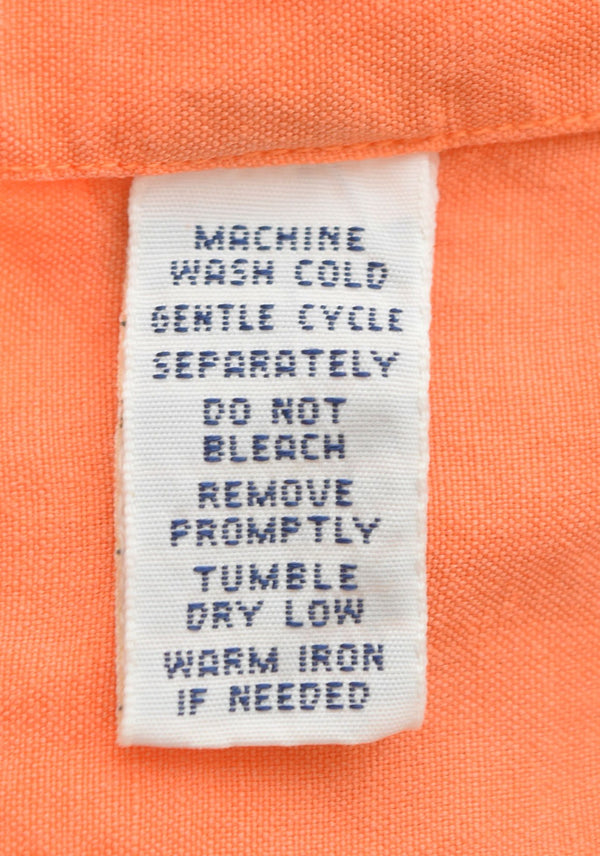 MACHINE
WASH COLD
GENTLE CYCLE
SEPARATELY
DO NOT
BLEACH
REMOVE
PROMPTLY
TUMBLE
DRY LOW
WARM IRON
IF NEEDED